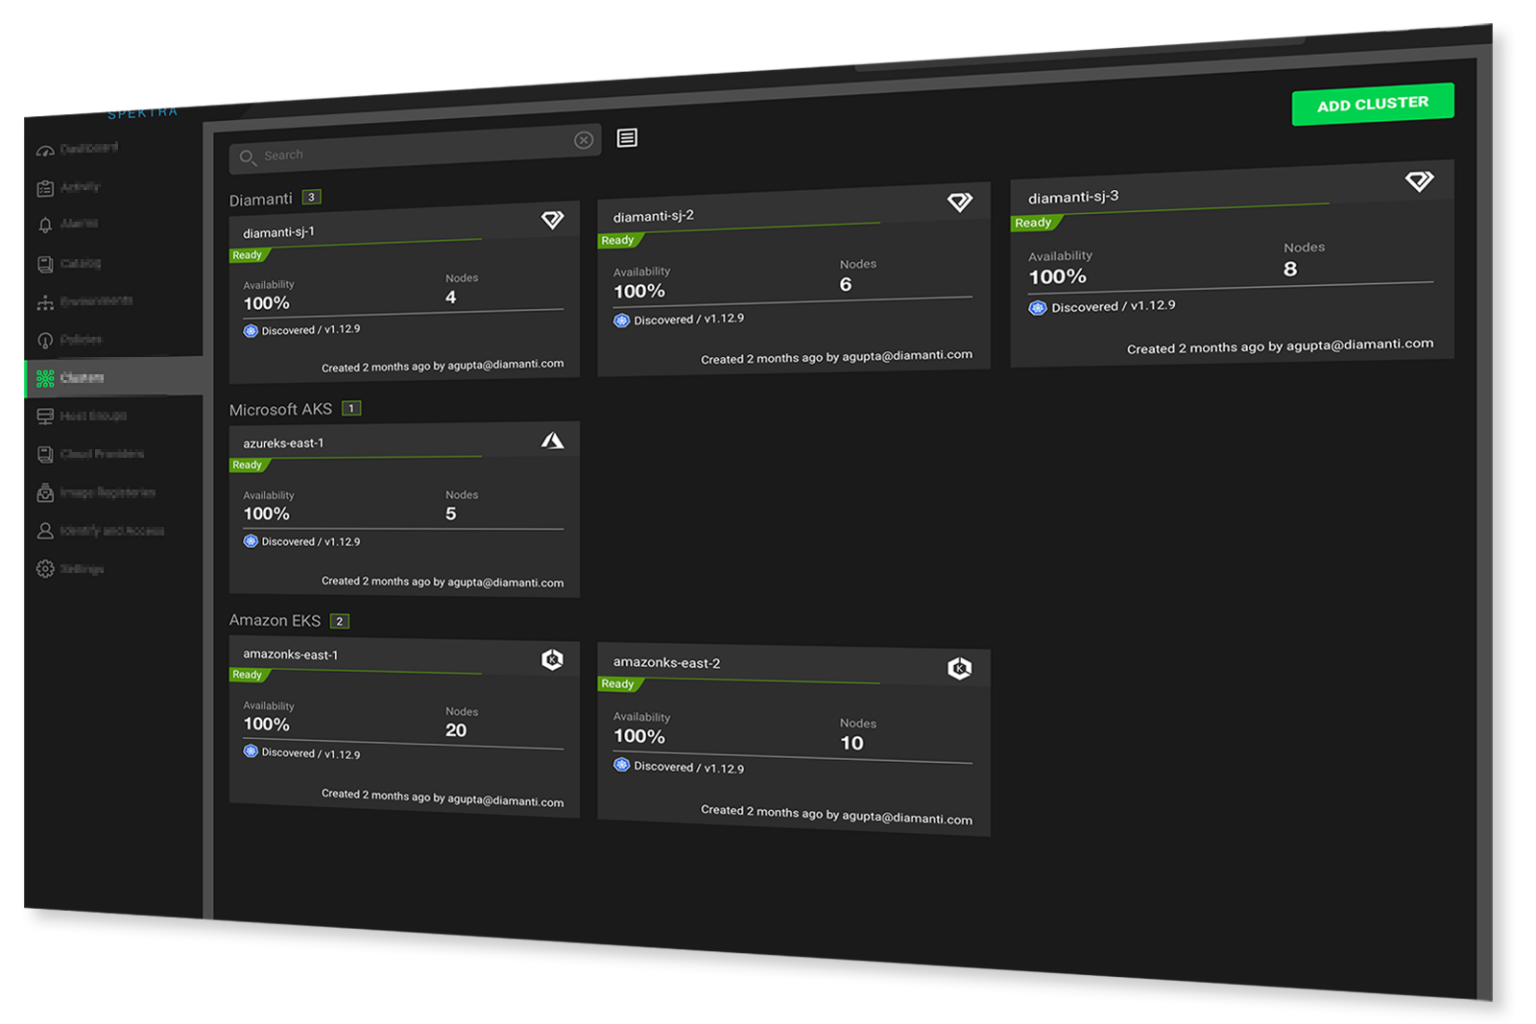 SPEKTRA
Dashboard
Activity
Alarms
Catalog
Environments
Policies
Clusters
Host Groups
Cloud Providers
Image Registries
Identify and Access
Settings
ADD CLUSTER
Search
Diamanti 3
diamanti-sj-1
Ready
Availability Nodes
100% 4
Discovered / v1.12.9
Created 2 months ago by agupta@diamanti.com
diamanti-sj-2
Ready
Availability Nodes
100% 6
Discovered / v1.12.9
Created 2 months ago by agupta@diamanti.com
diamanti-sj-3
Ready
Availability Nodes
100% 8
Discovered / v1.12.9
Created 2 months ago by agupta@diamanti.com
Microsoft AKS 1
azureks-east-1
Ready
Availability Nodes
100% 5
Discovered / v1.12.9
Created 2 months ago by agupta@diamanti.com
Amazon EKS 2
amazonks-east-1
Ready
Availability Nodes
100% 20
Discovered / v1.12.9
Created 2 months ago by agupta@diamanti.com
amazonks-east-2
Ready
Availability Nodes
100% 10
Discovered / v1.12.9
Created 2 months ago by agupta@diamanti.com